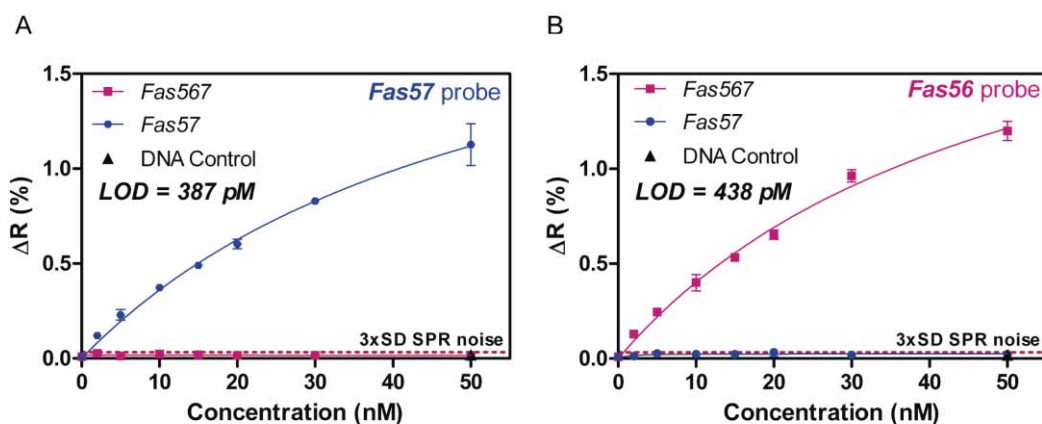 A
1.5
1.0
0.5
0.0
ΔR (%)
Fas567
Fas57
DNA Control
LOD = 387 pM
Fas57 probe
3xSD SPR noise
0 10 20 30 40 50
Concentration (nM)
B
1.5
1.0
0.5
0.0
ΔR (%)
Fas567
Fas57
DNA Control
LOD = 438 pM
Fas56 probe
3xSD SPR noise
0 10 20 30 40 50
Concentration (nM)